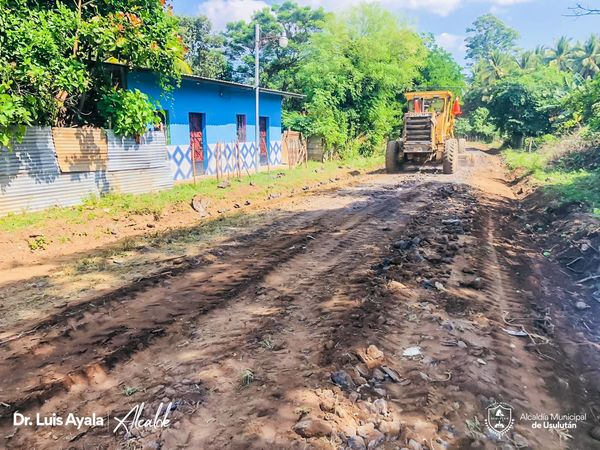 Dr. Luis Ayala Alcalde
Alcaldía Municipal
de Usulután